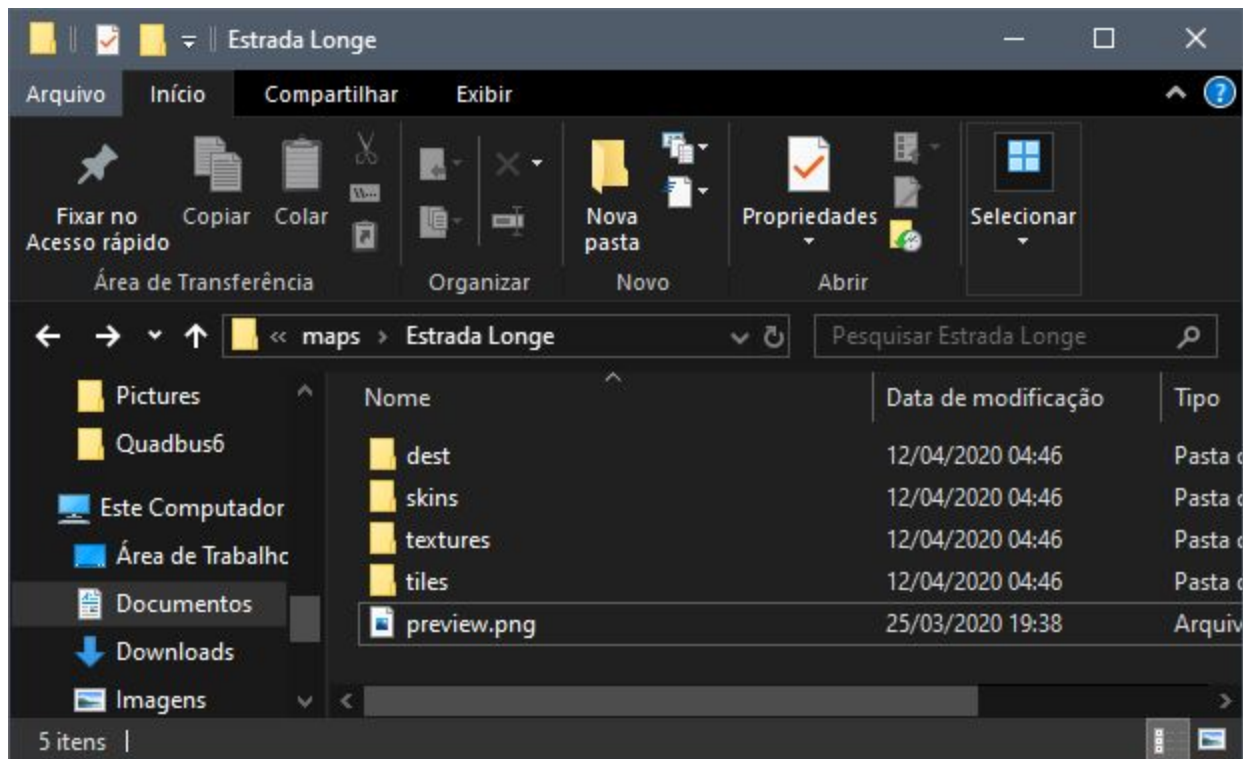 Estrada Longe
Arquivo Início Compartilhar Exibir
Fixar no
Acesso rápido
Copiar Colar
Nova
pasta
Propriedades
Selecionar
Área de Transferência Organizar Novo Abrir
« maps › Estrada Longe
Pesquisar Estrada Longe
Pictures
Quadbus6
Este Computador
Área de Trabalho
Documentos
Downloads
Imagens
Nome Data de modificação Tipo
dest 12/04/2020 04:46 Pasta
skins 12/04/2020 04:46 Pasta
textures 12/04/2020 04:46 Pasta
tiles 12/04/2020 04:46 Pasta
preview.png 25/03/2020 19:38 Arquiv
5 itens